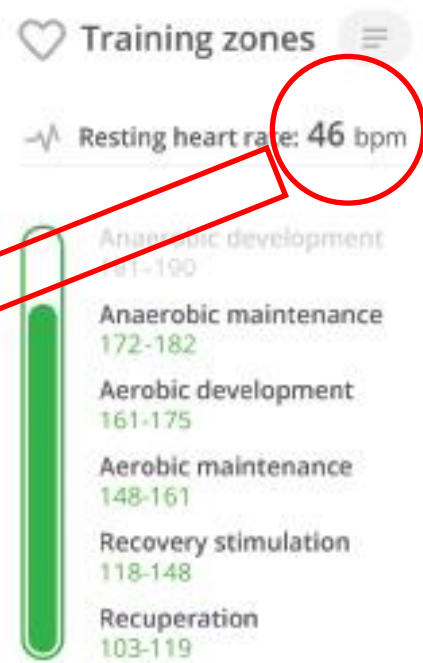 Training zones
Resting heart rate: 46 bpm
Anaerobic development
181-190
Anaerobic maintenance
172-182
Aerobic development
161-175
Aerobic maintenance
148-161
Recovery stimulation
118-148
Recuperation
103-119